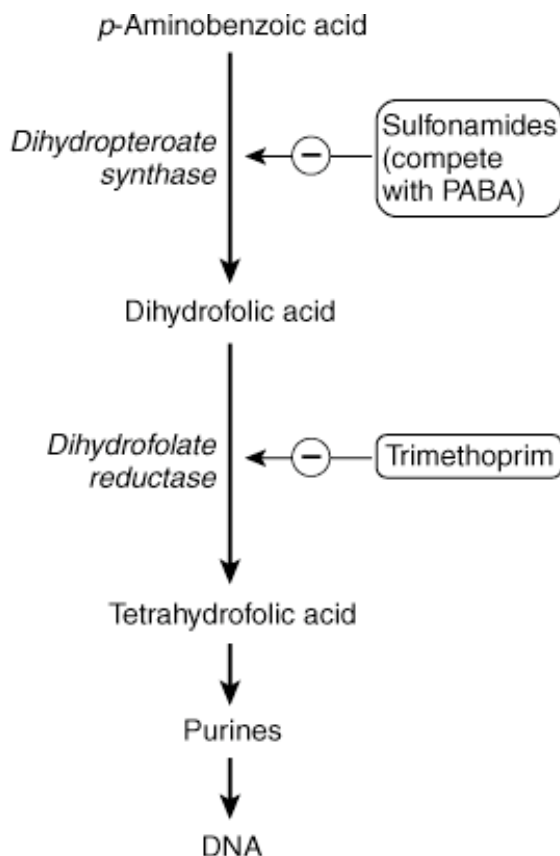 p-Aminobenzoic acid
Dihydropteroate
synthase
−
Sulfonamides
(compete
with PABA)
Dihydrofolic acid
Dihydrofolate
reductase
−
Trimethoprim
Tetrahydrofolic acid
Purines
DNA